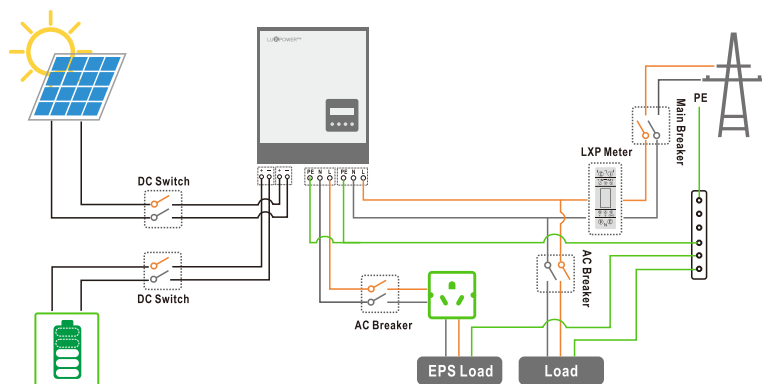 LUXPOWER
PE
Main Breaker
LXP Meter
+ − + −
PE N L PE N L
DC Switch
DC Switch
AC Breaker
AC Breaker
EPS Load
Load